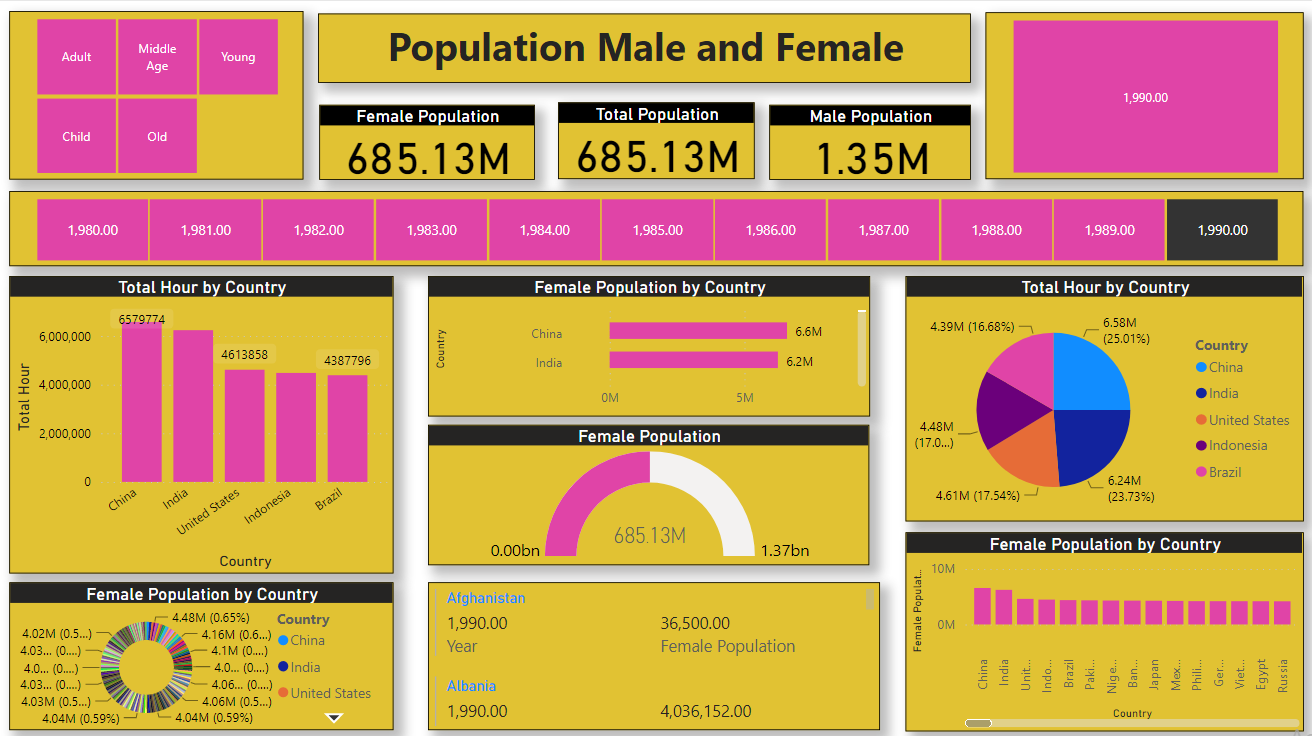 Adult
Middle
Age
Young
Child
Old
Population Male and Female
Female Population
685.13M
Total Population
685.13M
Male Population
1.35M
1,990.00
1,980.00
1,981.00
1,982.00
1,983.00
1,984.00
1,985.00
1,986.00
1,987.00
1,988.00
1,989.00
1,990.00
Total Hour by Country
Total Hour
6,000,000
4,000,000
2,000,000
0
6579774
4613858
4387796
China
India
United States
Indonesia
Brazil
Country
Female Population by Country
Country
China
6.6M
India
6.2M
0M
5M
Total Hour by Country
4.39M (16.68%)
6.58M
(25.01%)
4.48M
(17.0...)
4.61M (17.54%)
6.24M
(23.73%)
Country
China
India
United States
Indonesia
Brazil
Female Population
685.13M
0.00bn
1.37bn
Female Population by Country
4.48M (0.65%)
4.02M (0.5...)
4.16M (0.6...)
4.03... (0....)
4.1M (0....)
4.0... (0....)
4.0... (0....)
4.03... (0....)
4.06... (0....)
4.03M (0.5...)
4.06M (0.5...)
4.04M (0.59%)
4.04M (0.59%)
Country
China
India
United States
Afghanistan
1,990.00
36,500.00
Year
Female Population
Albania
1,990.00
4,036,152.00
Female Population by Country
Female Populat...
10M
0M
China
India
Unit...
Indo...
Brazil
Paki...
Nige...
Ban...
Japan
Mex...
Phili...
Ger...
Viet...
Egypt
Russia
Country